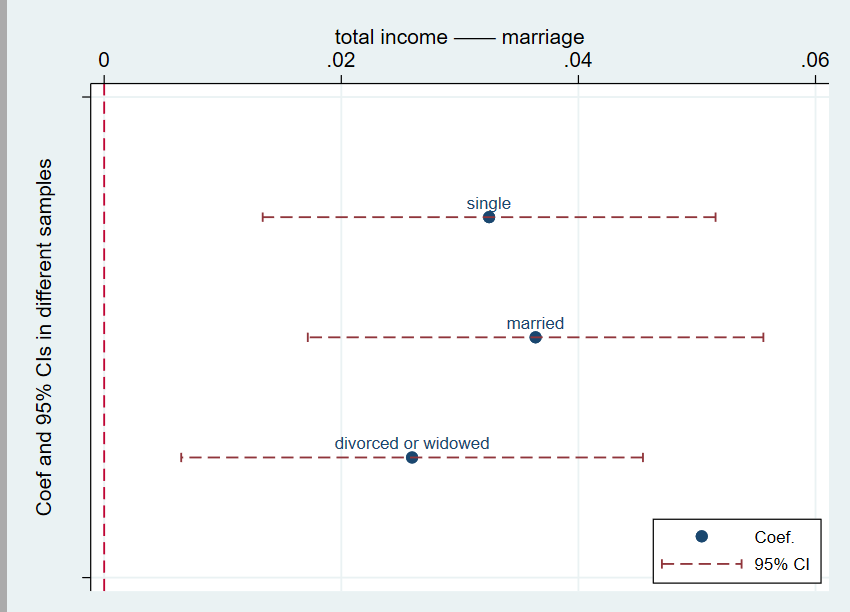 total income —— marriage
0 .02 .04 .06
Coef and 95% CIs in different samples
single
married
divorced or widowed
Coef.
95% CI